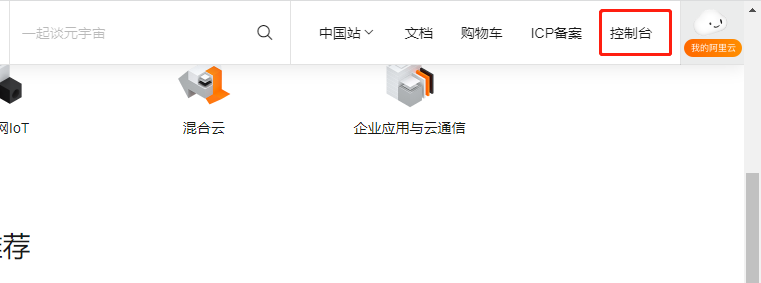 一起谈元宇宙
中国站 文档 购物车 ICP备案 控制台
我的阿里云
网IoT 混合云 企业应用与云通信
推荐